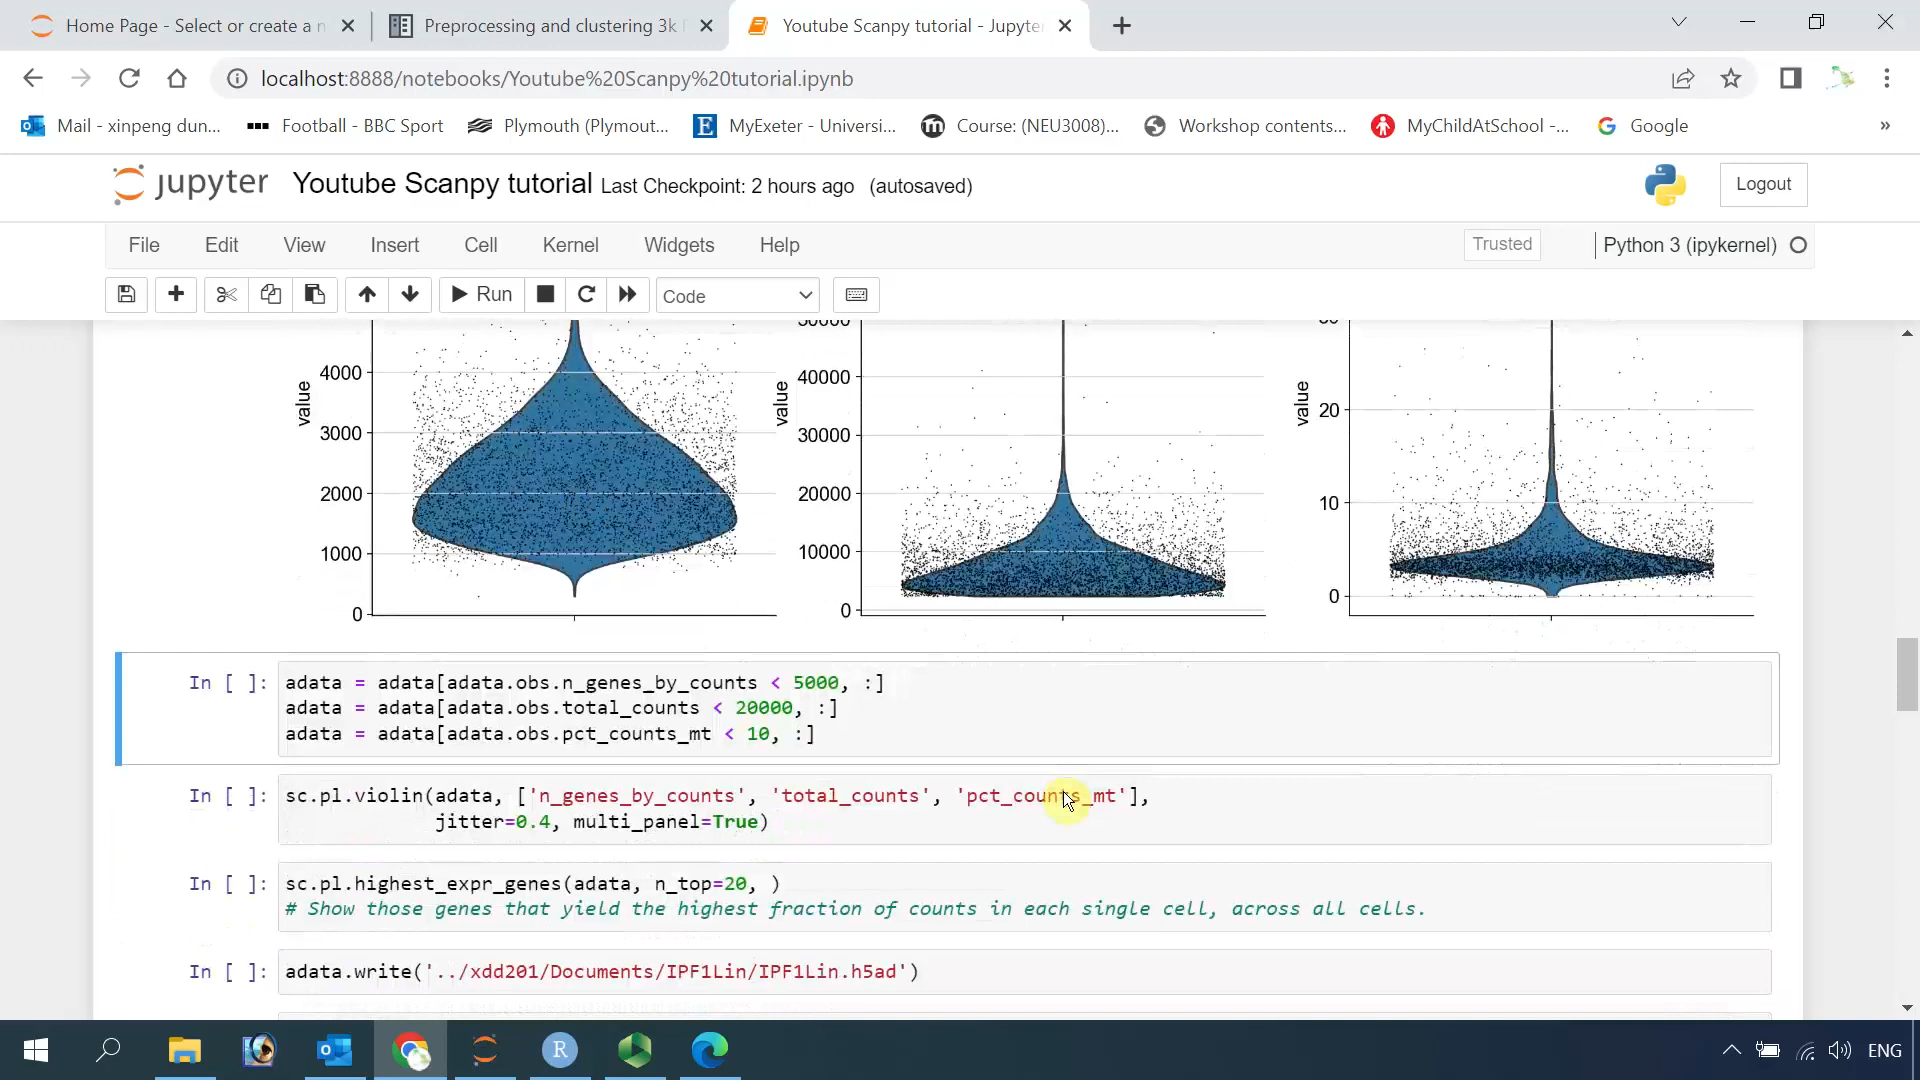 Home Page - Select or create a n
Preprocessing and clustering 3k
Youtube Scanpy tutorial - Jupyte
localhost:8888/notebooks/Youtube%20Scanpy%20tutorial.ipynb
Mail - xinpeng dun...
Football - BBC Sport
Plymouth (Plymout...
MyExeter - Universi...
Course: (NEU3008)...
Workshop contents...
MyChildAtSchool -...
Google
»
jupyter Youtube Scanpy tutorial Last Checkpoint: 2 hours ago (autosaved)
Logout
File Edit View Insert Cell Kernel Widgets Help
Trusted
Python 3 (ipykernel)
Run
Code
value
4000
3000
2000
1000
0
value
50000
40000
30000
20000
10000
0
value
20
10
0
In [ ]: adata = adata[adata.obs.n_genes_by_counts < 5000, :]
adata = adata[adata.obs.total_counts < 20000, :]
adata = adata[adata.obs.pct_counts_mt < 10, :]
In [ ]: sc.pl.violin(adata, ['n_genes_by_counts', 'total_counts', 'pct_counts_mt'],
jitter=0.4, multi_panel=True)
In [ ]: sc.pl.highest_expr_genes(adata, n_top=20, )
# Show those genes that yield the highest fraction of counts in each single cell, across all cells.
In [ ]: adata.write('../xdd201/Documents/IPF1Lin/IPF1Lin.h5ad')
R
ENG